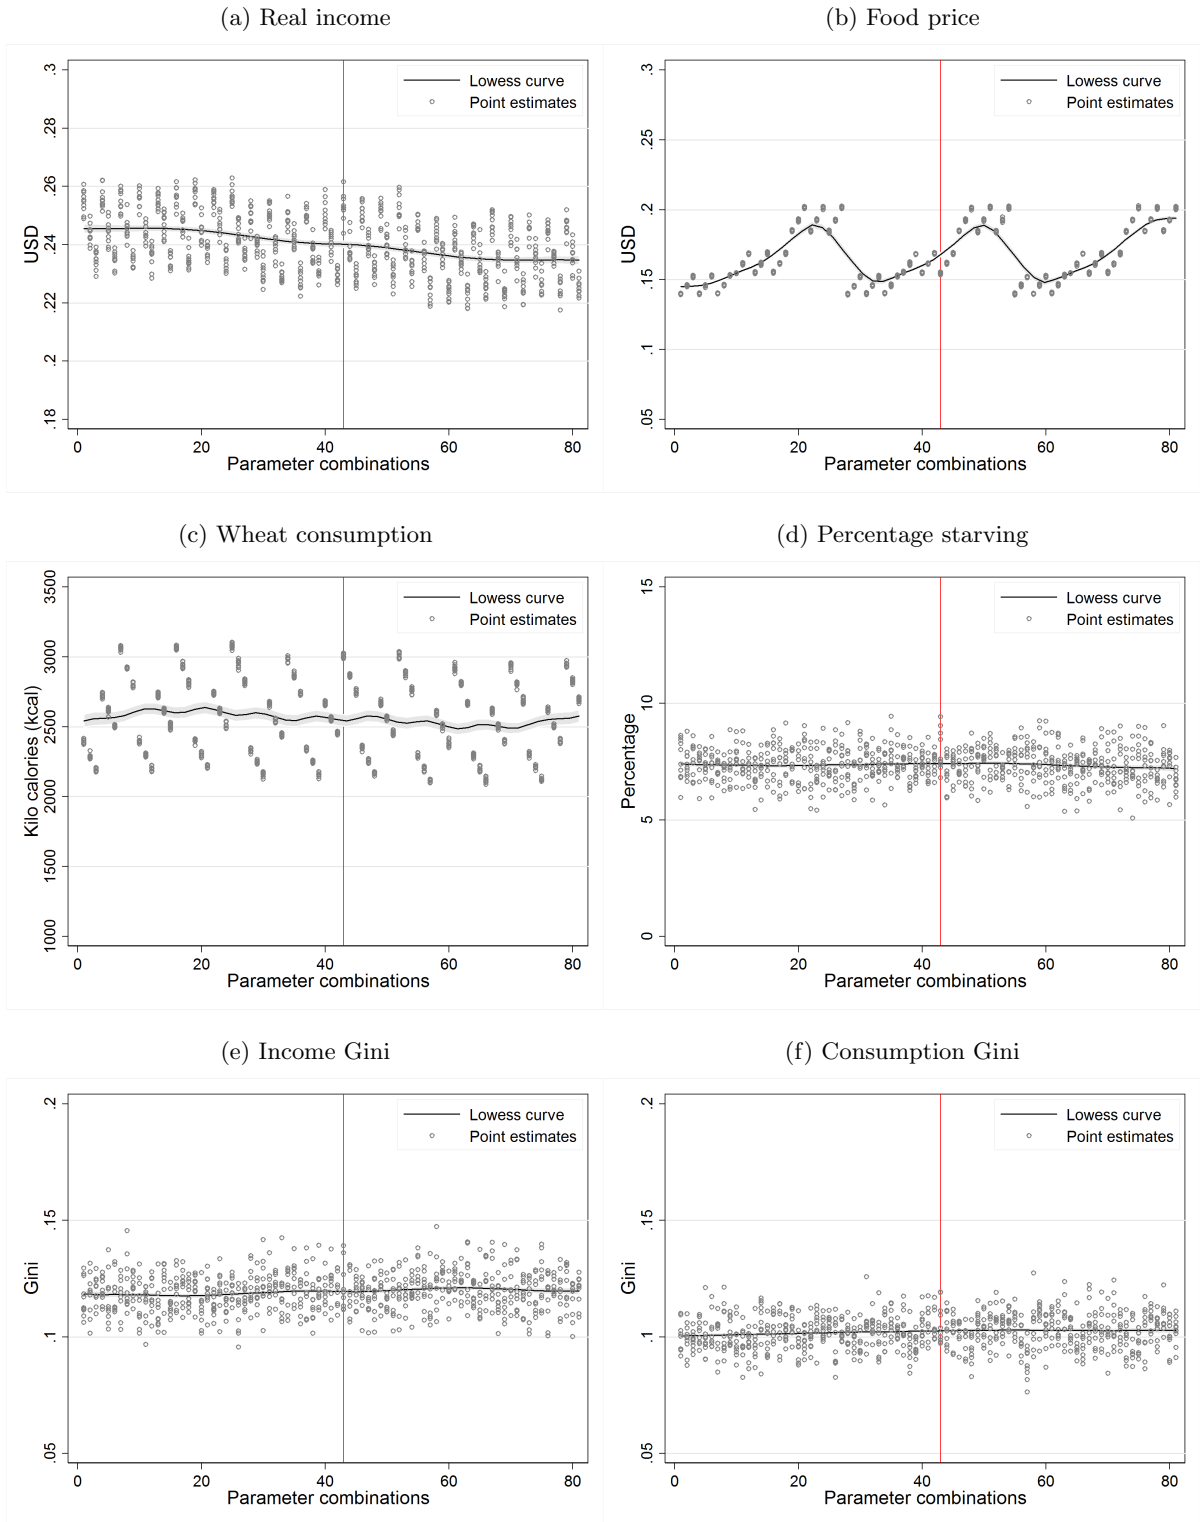 (a) Real income
Lowess curve
Point estimates
.3
.28
.26
.24
.22
.2
.18
USD
0 20 40 60 80
Parameter combinations
(b) Food price
Lowess curve
Point estimates
.3
.25
.2
.15
.1
.05
USD
0 20 40 60 80
Parameter combinations
(c) Wheat consumption
Lowess curve
Point estimates
3500
3000
2500
2000
1500
1000
Kilo calories (kcal)
0 20 40 60 80
Parameter combinations
(d) Percentage starving
Lowess curve
Point estimates
15
10
5
0
Percentage
0 20 40 60 80
Parameter combinations
(e) Income Gini
Lowess curve
Point estimates
.2
.15
.1
.05
Gini
0 20 40 60 80
Parameter combinations
(f) Consumption Gini
Lowess curve
Point estimates
.2
.15
.1
.05
Gini
0 20 40 60 80
Parameter combinations